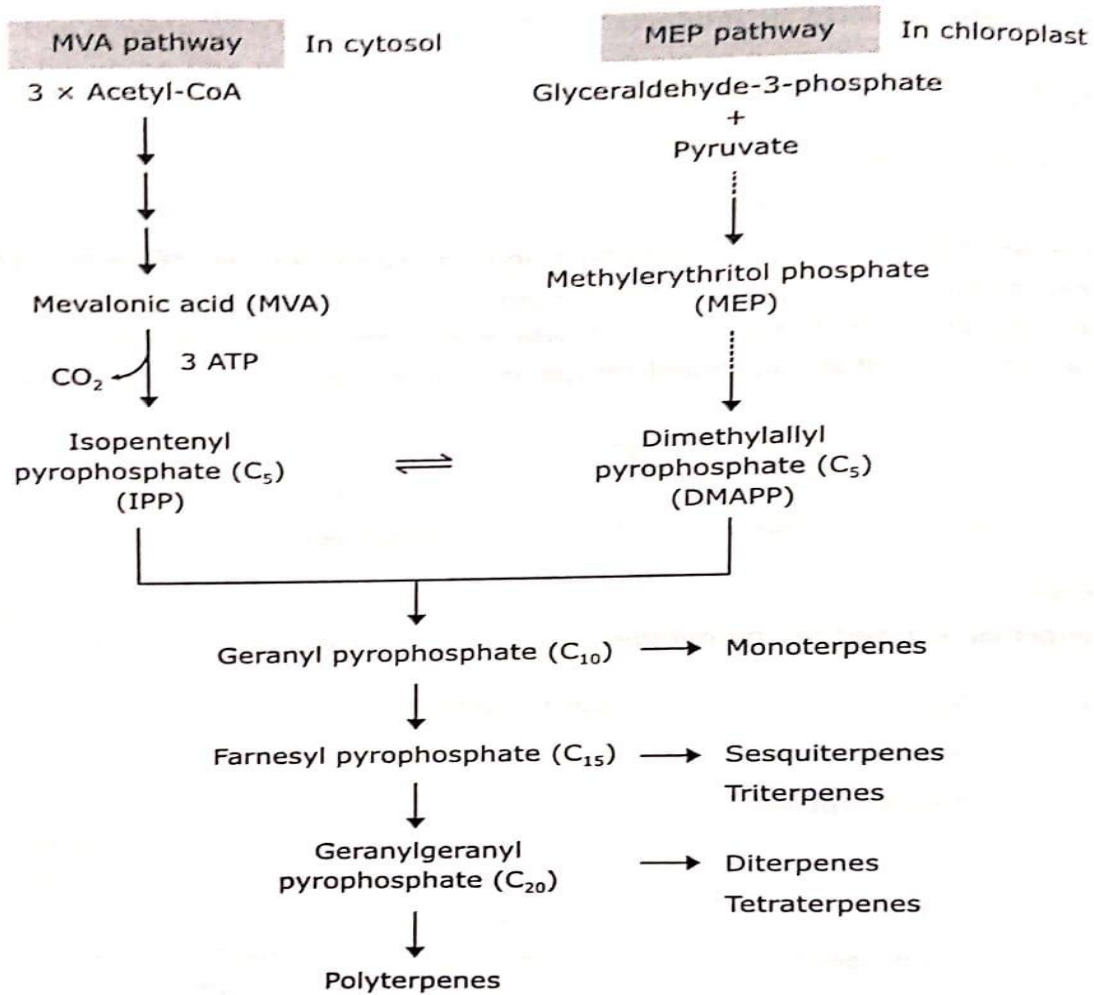 MVA pathway In cytosol
3 × Acetyl-CoA
Mevalonic acid (MVA)
CO₂ 3 ATP
Isopentenyl
pyrophosphate (C₅)
(IPP)
MEP pathway In chloroplast
Glyceraldehyde-3-phosphate
+
Pyruvate
Methylerythritol phosphate
(MEP)
Dimethylallyl
pyrophosphate (C₅)
(DMAPP)
Geranyl pyrophosphate (C₁₀) Monoterpenes
Farnesyl pyrophosphate (C₁₅) Sesquiterpenes
Triterpenes
Geranylgeranyl
pyrophosphate (C₂₀) Diterpenes
Tetraterpenes
Polyterpenes